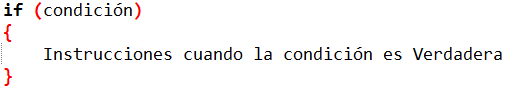 if (condición)
{
Instrucciones cuando la condición es Verdadera
}